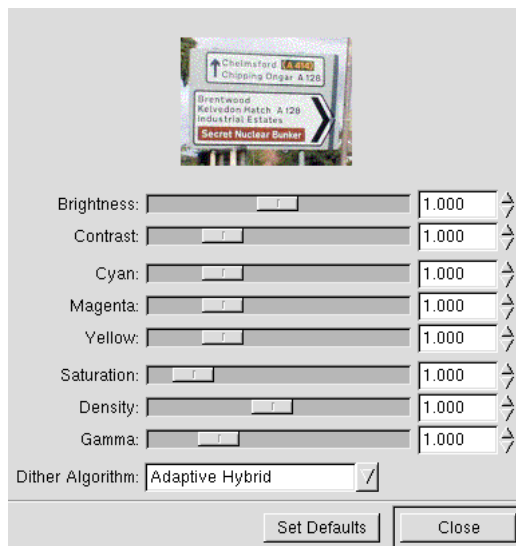 Chelmsford (A 414)
Chipping Ongar A 128
Brentwood
Kelvedon Hatch A 128
Industrial Estates
Secret Nuclear Bunker
Brightness: 1.000
Contrast: 1.000
Cyan: 1.000
Magenta: 1.000
Yellow: 1.000
Saturation: 1.000
Density: 1.000
Gamma: 1.000
Dither Algorithm: Adaptive Hybrid
Set Defaults Close